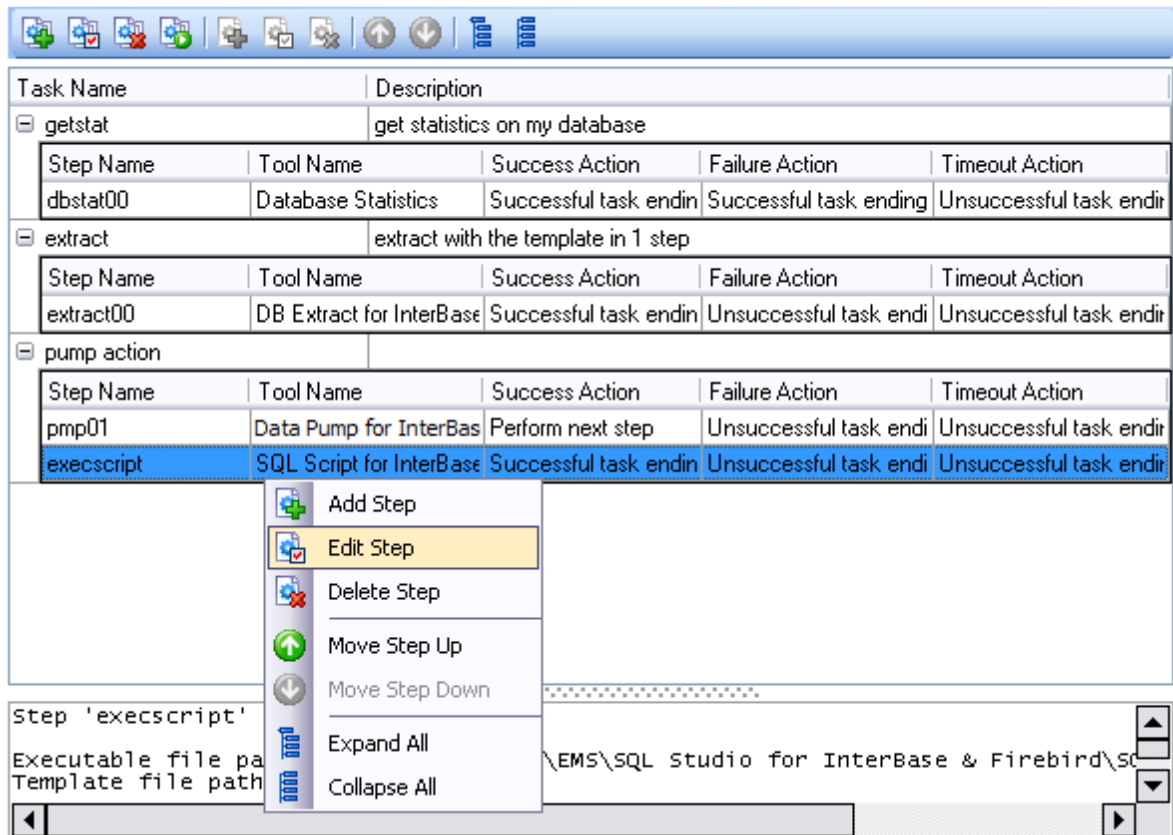 Task Name Description
getstat get statistics on my database
Step Name Tool Name Success Action Failure Action Timeout Action
dbstat00 Database Statistics Successful task endin Successful task ending Unsuccessful task endir
extract extract with the template in 1 step
Step Name Tool Name Success Action Failure Action Timeout Action
extract00 DB Extract for InterBase Successful task endin Unsuccessful task endi Unsuccessful task endir
pump action
Step Name Tool Name Success Action Failure Action Timeout Action
pmp01 Data Pump for InterBas Perform next step Unsuccessful task endi Unsuccessful task endir
execscript SQL Script for InterBase Successful task endin Unsuccessful task endi Unsuccessful task endir
Add Step
Edit Step
Delete Step
Move Step Up
Move Step Down
Expand All
Collapse All
Step 'execscript'
Executable file pa \EMS\SQL Studio for InterBase & Firebird\SQ
Template file path